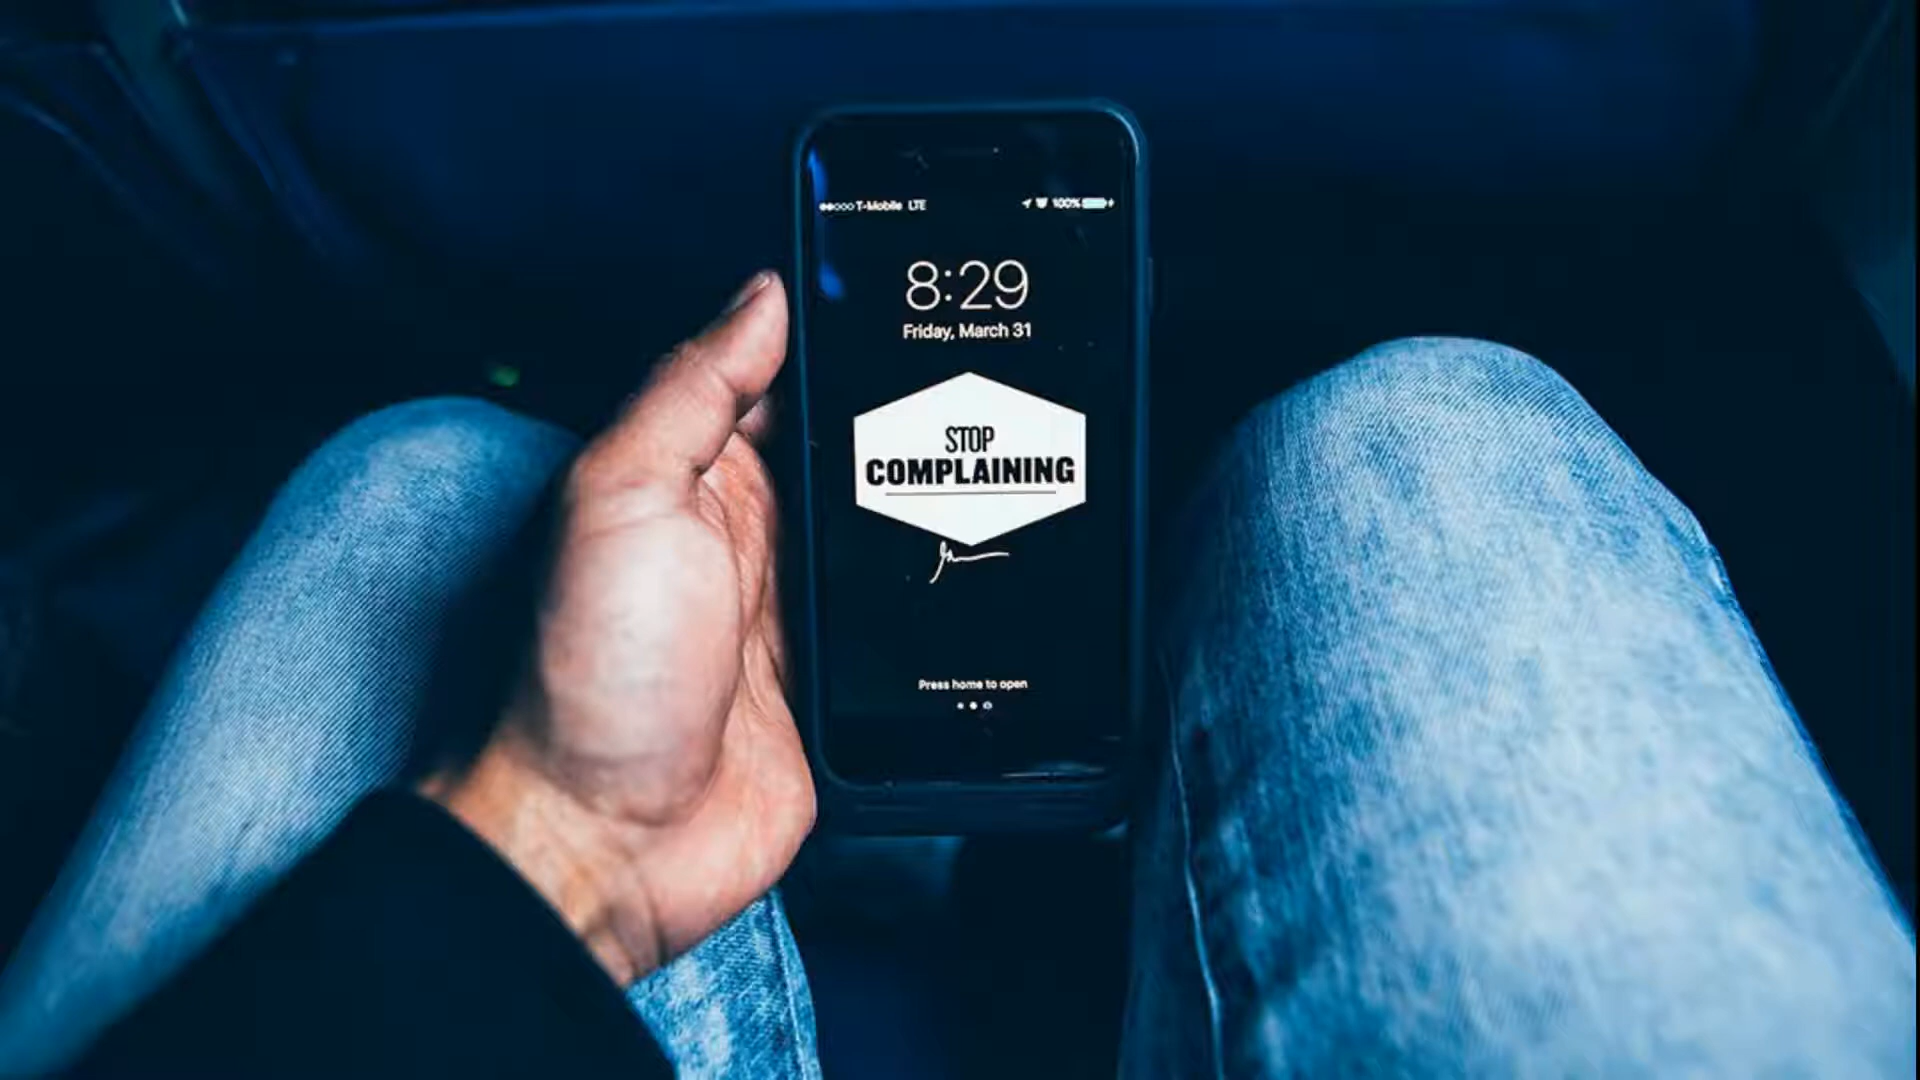 T-Mobile LTE
100%
8:29
Friday, March 31
STOP
COMPLAINING
Press home to open